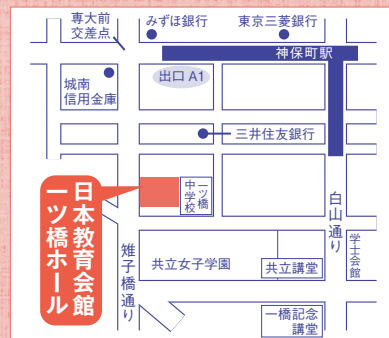 専大前
交差点
みずほ銀行
東京三菱銀行
神保町駅
出口 A1
城南
信用金庫
三井住友銀行
一ツ橋
中学校
日本教育会館
一ツ橋ホール
白山通り
学士会館
雉子橋通り
共立女子学園
共立講堂
一橋記念
講堂